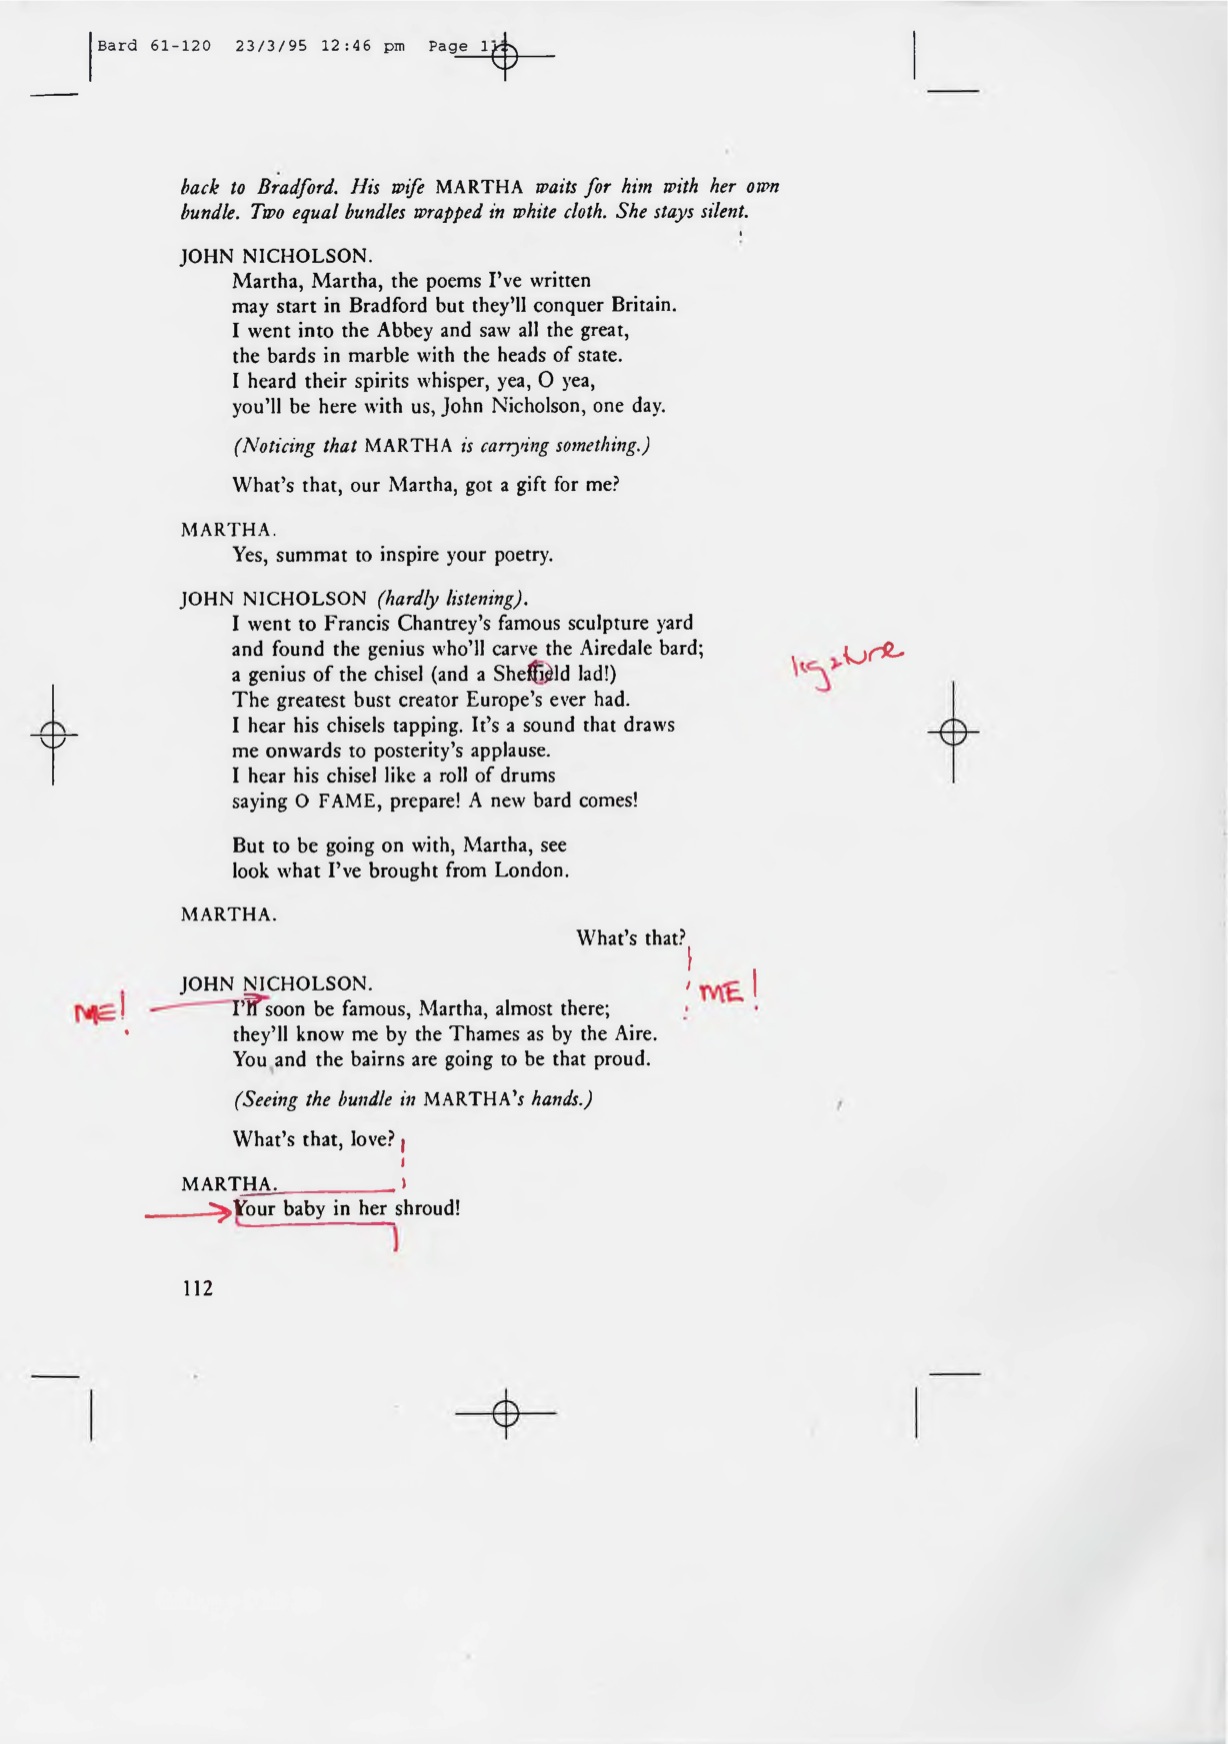 Bard 61-120 23/3/95 12:46 pm Page 112
back to Bradford. His wife MARTHA waits for him with her own
bundle. Two equal bundles wrapped in white cloth. She stays silent.
JOHN NICHOLSON.
Martha, Martha, the poems I've written
may start in Bradford but they'll conquer Britain.
I went into the Abbey and saw all the great,
the bards in marble with the heads of state.
I heard their spirits whisper, yea, O yea,
you'll be here with us, John Nicholson, one day.
(Noticing that MARTHA is carrying something.)
What's that, our Martha, got a gift for me?
MARTHA.
Yes, summat to inspire your poetry.
JOHN NICHOLSON (hardly listening).
I went to Francis Chantrey's famous sculpture yard
and found the genius who'll carve the Airedale bard;
a genius of the chisel (and a Sheffield lad!)
ligature
The greatest bust creator Europe's ever had.
I hear his chisels tapping. It's a sound that draws
me onwards to posterity's applause.
I hear his chisel like a roll of drums
saying O FAME, prepare! A new bard comes!
But to be going on with, Martha, see
look what I've brought from London.
MARTHA.
What's that?
JOHN NICHOLSON.
ME!
ME!
I'll soon be famous, Martha, almost there;
they'll know me by the Thames as by the Aire.
You and the bairns are going to be that proud.
(Seeing the bundle in MARTHA's hands.)
What's that, love?
MARTHA.
Your baby in her shroud!
112